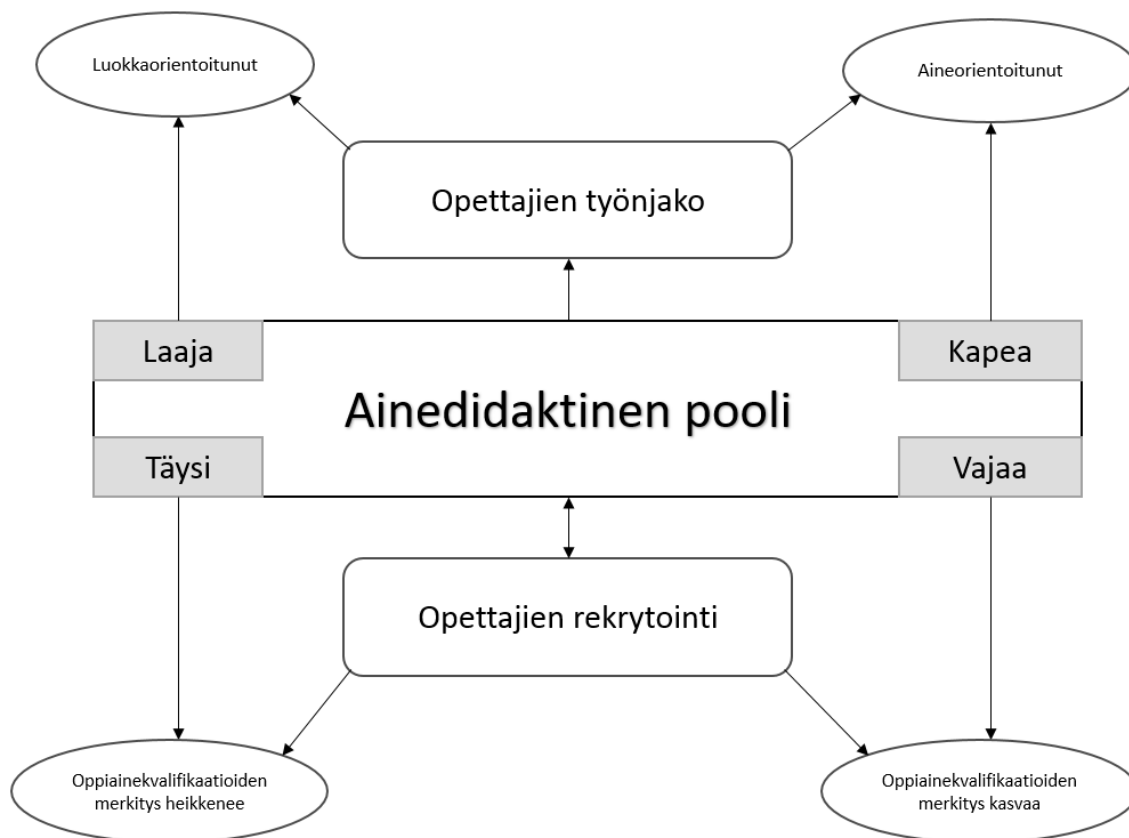 Luokkaorientoitunut
Aineorientoitunut
Opettajien työnjako
Laaja
Kapea
Ainedidaktinen pooli
Täysi
Vajaa
Opettajien rekrytointi
Oppiainekvalifikaatioiden
merkitys heikkenee
Oppiainekvalifikaatioiden
merkitys kasvaa